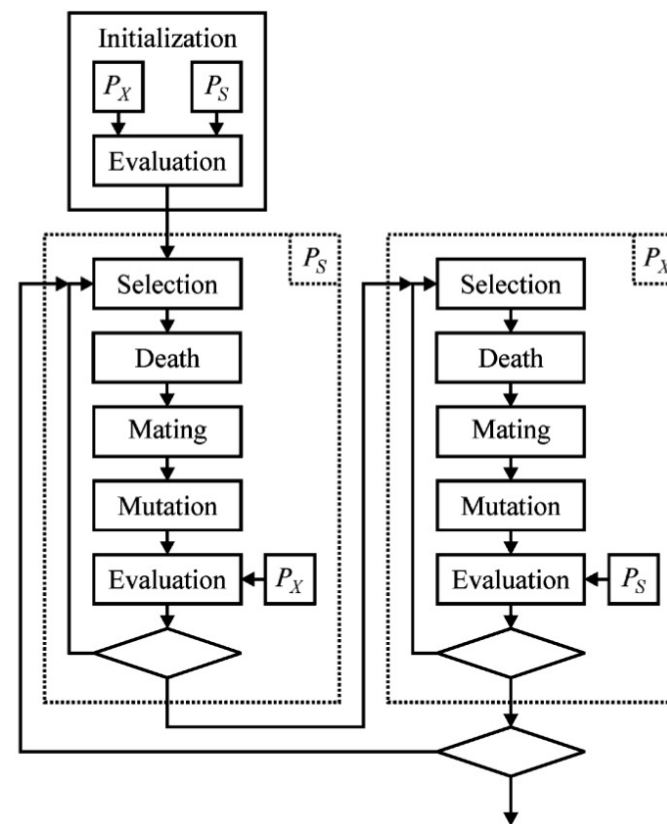 Initialization
P_X
P_S
Evaluation
P_S
Selection
Death
Mating
Mutation
Evaluation
P_X
P_X
Selection
Death
Mating
Mutation
Evaluation
P_S